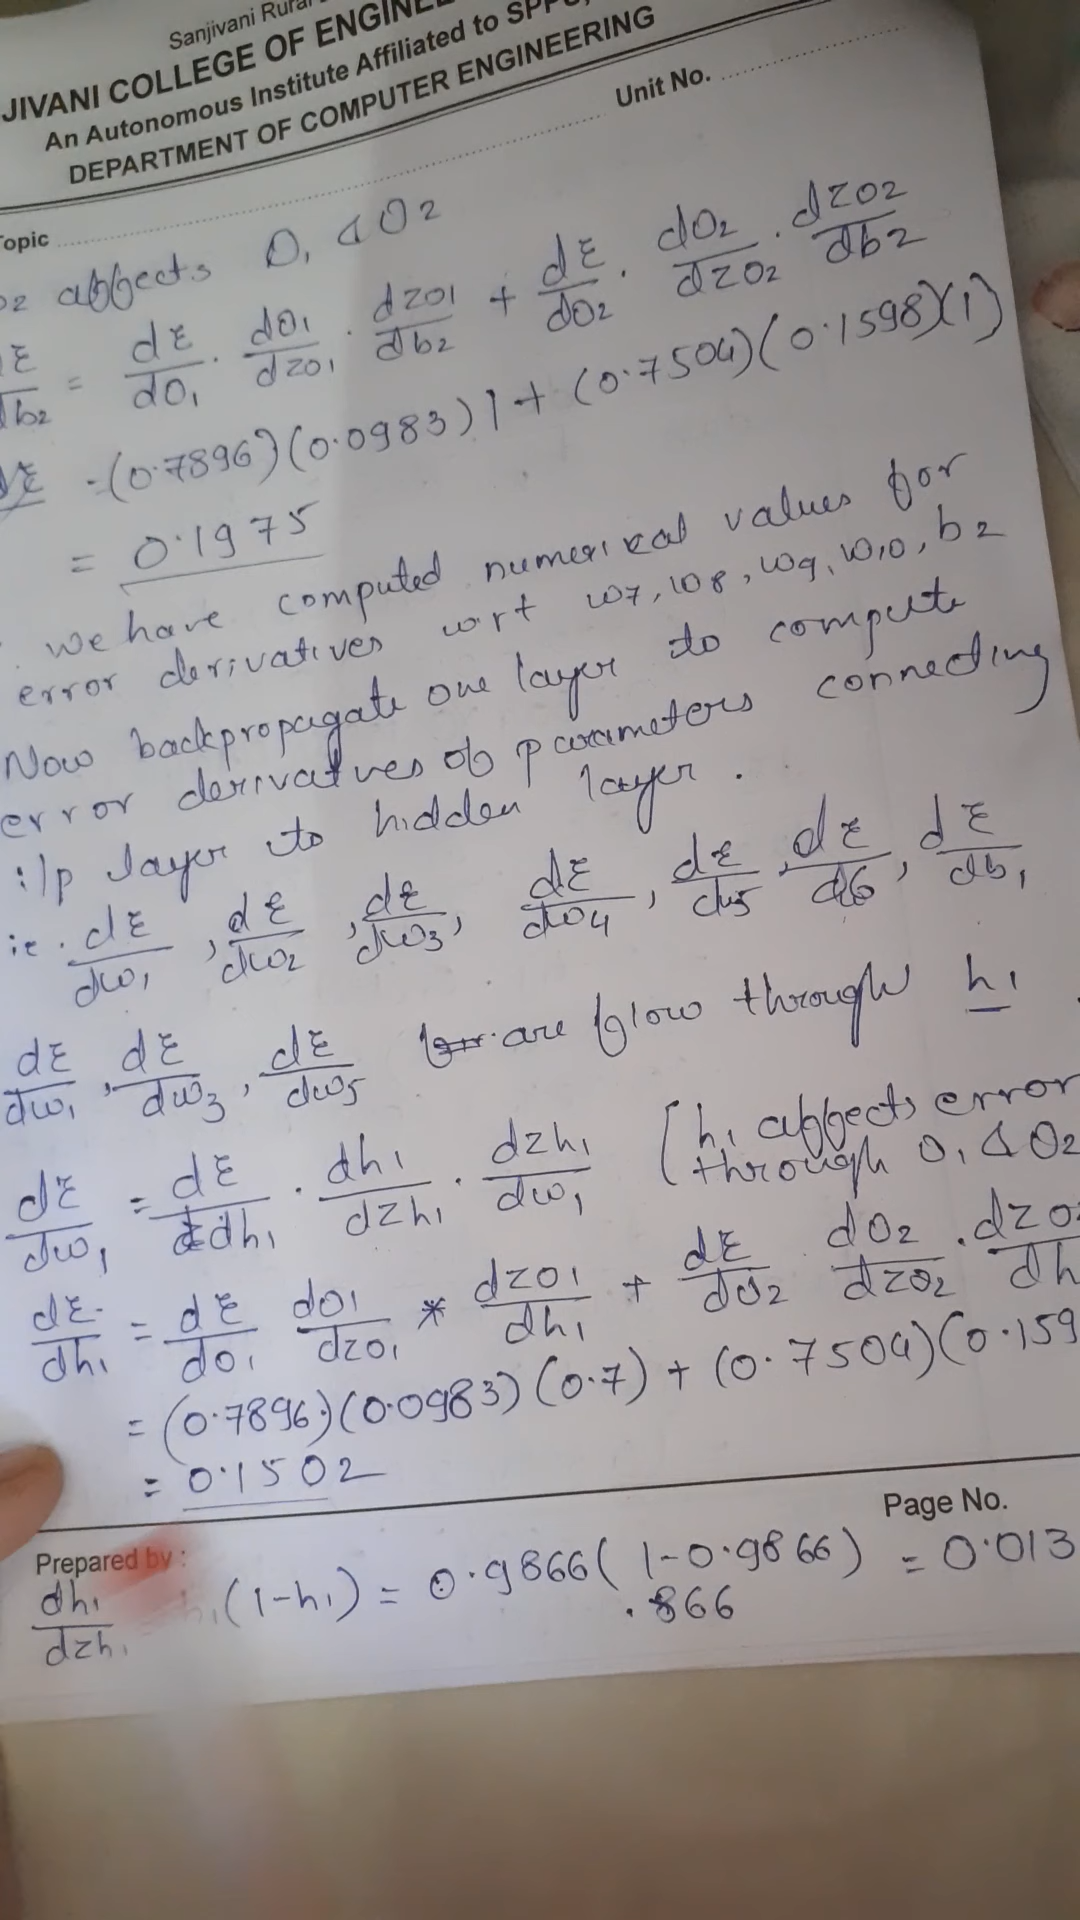 Sanjivani Rural
JIVANI COLLEGE OF ENGINEE
An Autonomous Institute Affiliated to SPPU,
DEPARTMENT OF COMPUTER ENGINEERING
Unit No.
Topic
b2 affects O1 & O2
dE/db2 = dE/dO1 . dO1/dzO1 . dzO1/db2 + dE/dO2 . dO2/dzO2 . dzO2/db2
dE = (0.7896)(0.0983)1 + (0.7504)(0.1598)(1)
= 0.1975
we have computed numerical values for
error derivatives wrt w7, w8, w9, w10, b2
Now backpropagate one layer to compute
error derivatves of parameters connecting
i/p layer to hidden layer.
ie. dE/dw1, dE/dw2, dE/dw3, dE/dw4, dE/dw5, dE/d6, dE/db1
dE/dw1, dE/dw3, dE/dw5 are flow through h1
dE/dw1 = dE/dh1 . dh1/dzh1 . dzh1/dw1 [h1 affects error
through O1 & O2
dE/dh1 = dE/dO1 dO1/dzO1 * dzO1/dh1 + dE/dO2 . dO2/dzO2 . dzO2/dh
= (0.7896)(0.0983)(0.7) + (0.7504)(0.159
= 0.1502
Page No.
Prepared by :
dh1/dzh1 h1(1-h1) = 0.9866(1-0.9866) = 0.013
.866